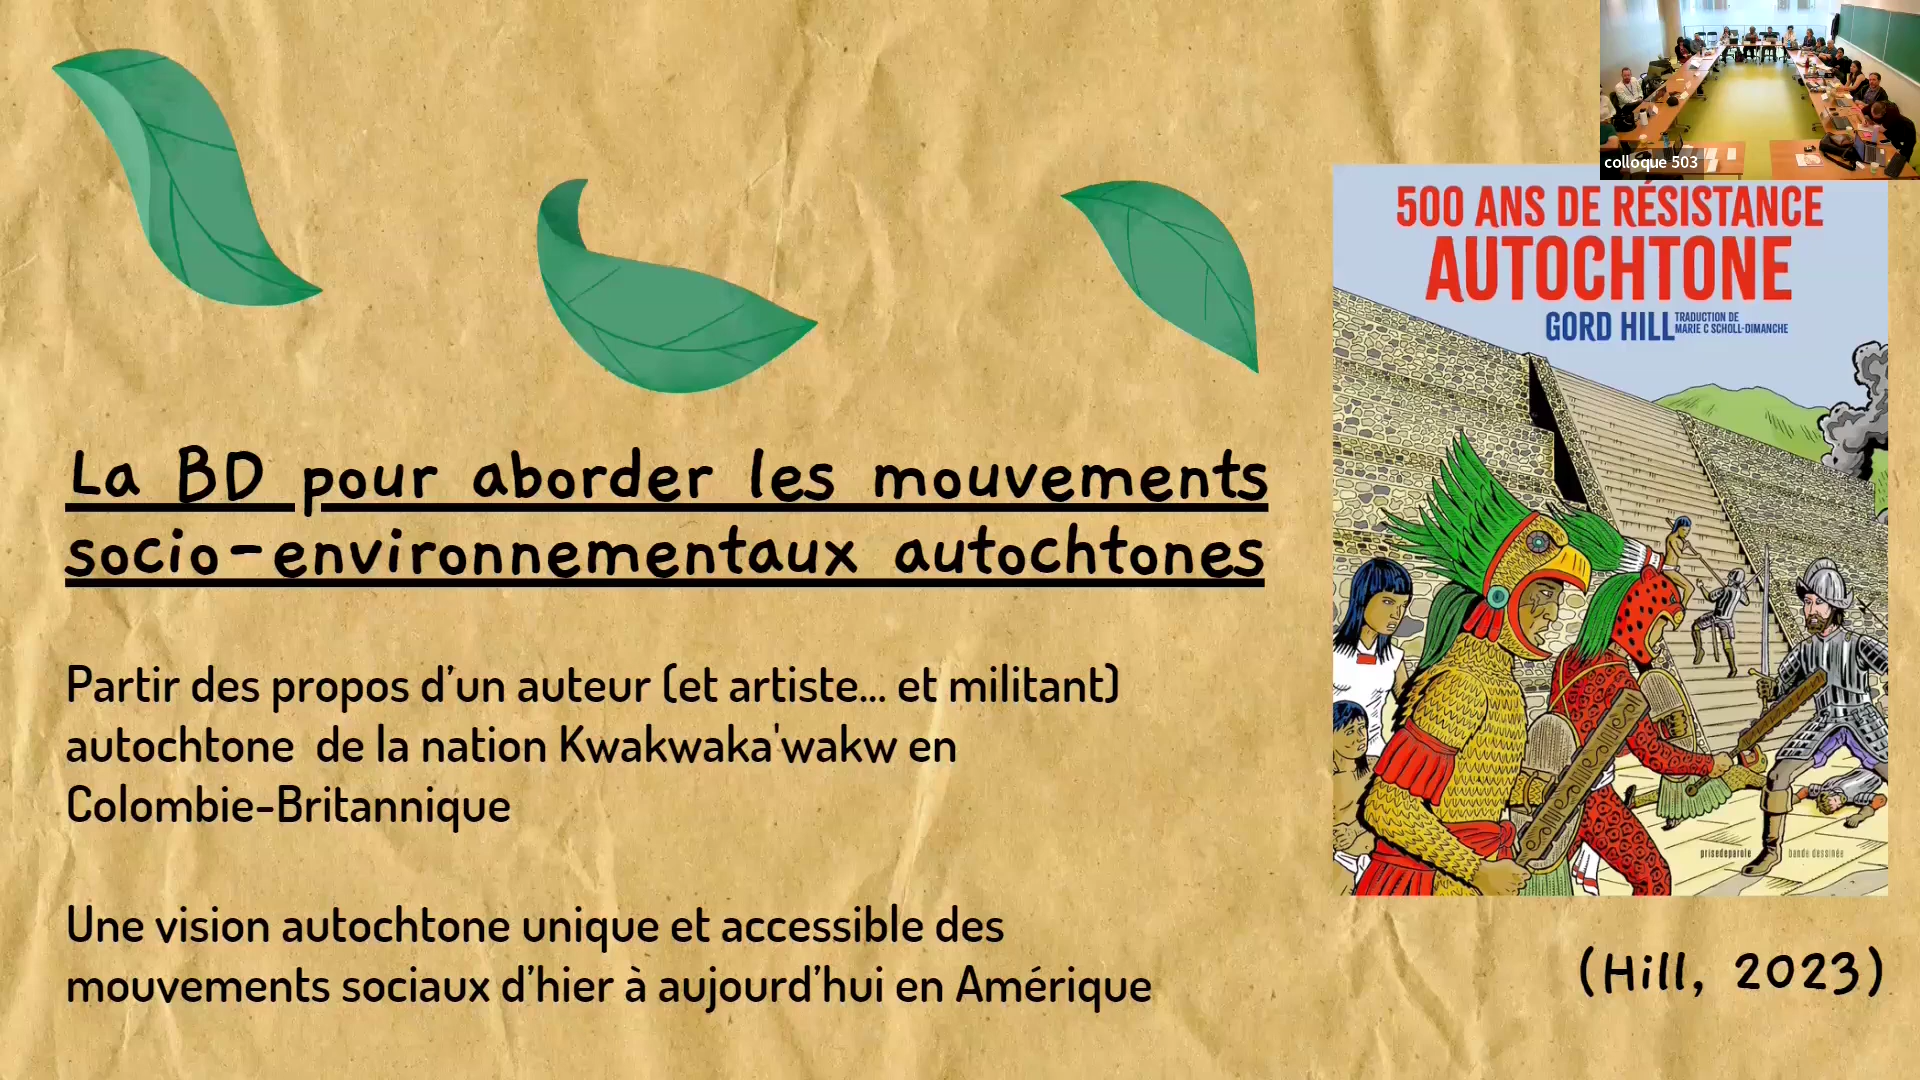 colloque 503
500 ANS DE RÉSISTANCE
AUTOCHTONE
GORD HILL
TRADUCTION DE
MARIE C SCHOLL-DIMANCHE
La BD pour aborder les mouvements
socio-environnementaux autochtones
Partir des propos d'un auteur (et artiste... et militant)
autochtone de la nation Kwakwaka'wakw en
Colombie-Britannique
prisedeparole
bande dessinée
Une vision autochtone unique et accessible des
mouvements sociaux d'hier à aujourd'hui en Amérique
(Hill, 2023)